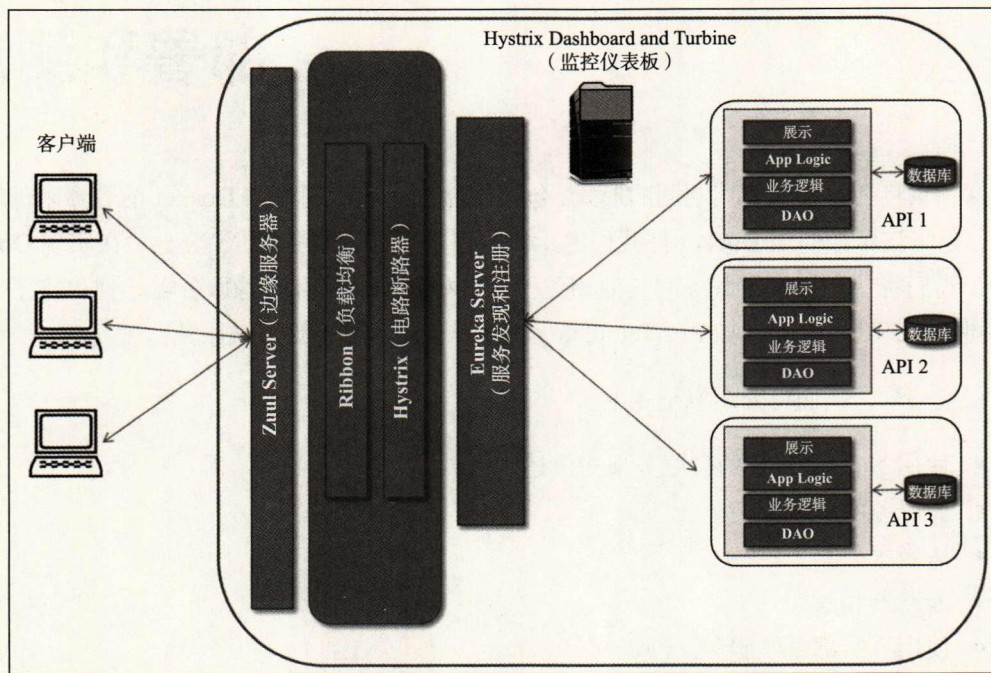 Hystrix Dashboard and Turbine
（监控仪表板）
客户端
Zuul Server（边缘服务器）
Ribbon（负载均衡）
Hystrix（电路断路器）
Eureka Server
（服务发现和注册）
展示
App Logic
业务逻辑
DAO
数据库
API 1
展示
App Logic
业务逻辑
DAO
数据库
API 2
展示
App Logic
业务逻辑
DAO
数据库
API 3